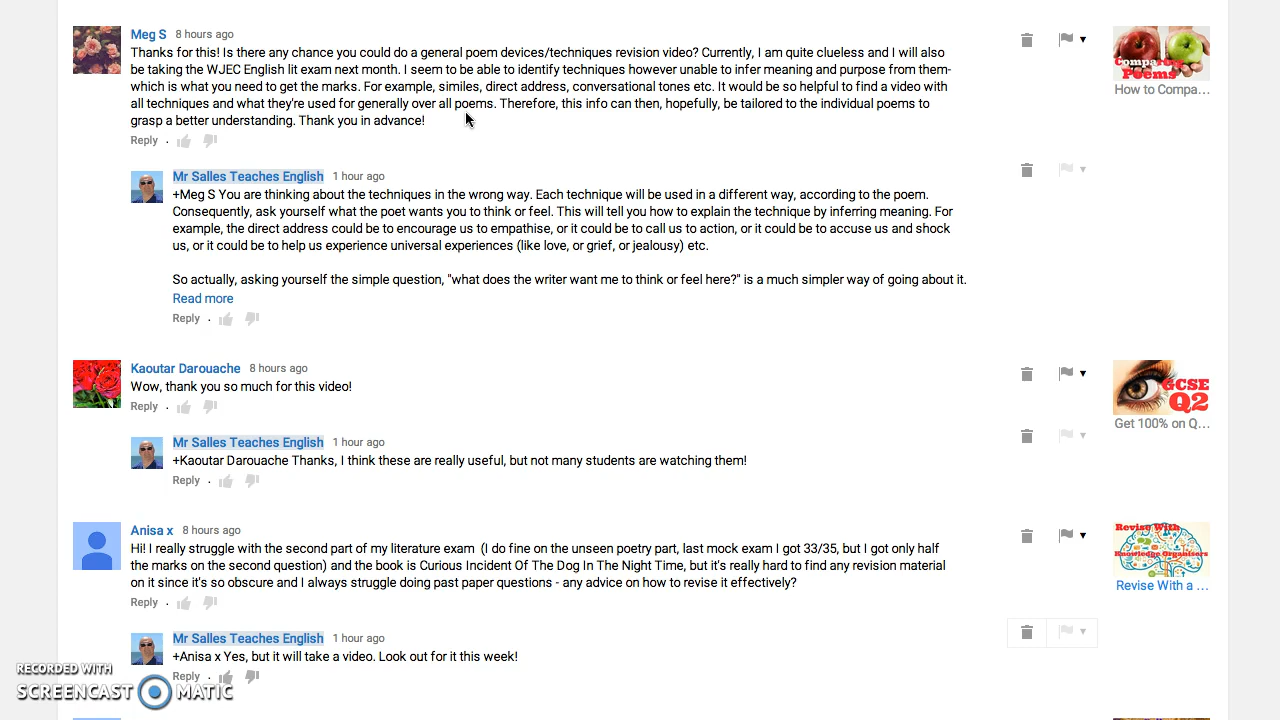 Meg S 8 hours ago
Thanks for this! Is there any chance you could do a general poem devices/techniques revision video? Currently, I am quite clueless and I will also
be taking the WJEC English lit exam next month. I seem to be able to identify techniques however unable to infer meaning and purpose from them-
which is what you need to get the marks. For example, similes, direct address, conversational tones etc. It would be so helpful to find a video with
all techniques and what they're used for generally over all poems. Therefore, this info can then, hopefully, be tailored to the individual poems to
grasp a better understanding. Thank you in advance!
Reply ·
Poems
How to Compa...
Mr Salles Teaches English 1 hour ago
+Meg S You are thinking about the techniques in the wrong way. Each technique will be used in a different way, according to the poem.
Consequently, ask yourself what the poet wants you to think or feel. This will tell you how to explain the technique by inferring meaning. For
example, the direct address could be to encourage us to empathise, or it could be to call us to action, or it could be to accuse us and shock
us, or it could be to help us experience universal experiences (like love, or grief, or jealousy) etc.
So actually, asking yourself the simple question, "what does the writer want me to think or feel here?" is a much simpler way of going about it.
Read more
Reply ·
Kaoutar Darouache 8 hours ago
Wow, thank you so much for this video!
Reply ·
GCSE
Q2
Get 100% on Q...
Mr Salles Teaches English 1 hour ago
+Kaoutar Darouache Thanks, I think these are really useful, but not many students are watching them!
Reply ·
Anisa x 8 hours ago
Hi! I really struggle with the second part of my literature exam (I do fine on the unseen poetry part, last mock exam I got 33/35, but I got only half
the marks on the second question) and the book is Curious Incident Of The Dog In The Night Time, but it's really hard to find any revision material
on it since it's so obscure and I always struggle doing past paper questions - any advice on how to revise it effectively?
Reply ·
Revise With
Knowledge Organisers
Revise With a ...
Mr Salles Teaches English 1 hour ago
+Anisa x Yes, but it will take a video. Look out for it this week!
Reply ·
RECORDED WITH
SCREENCAST MATIC